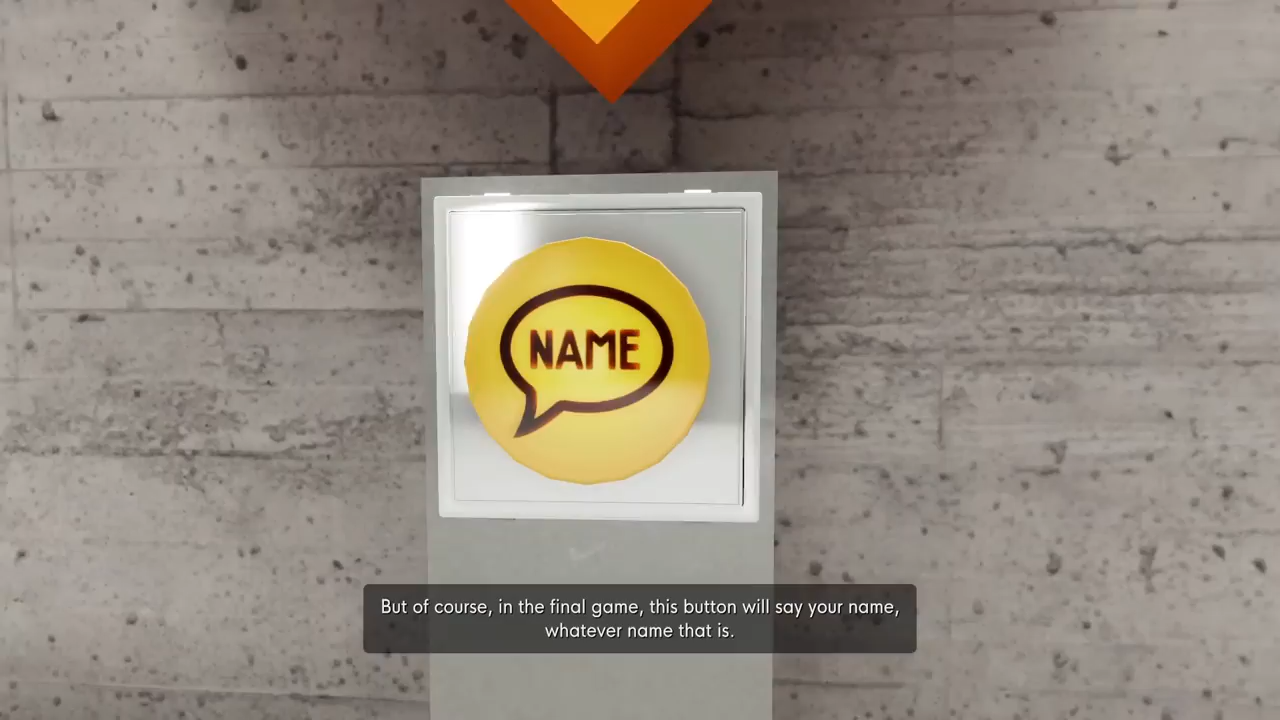 NAME
But of course, in the final game, this button will say your name,
whatever name that is.